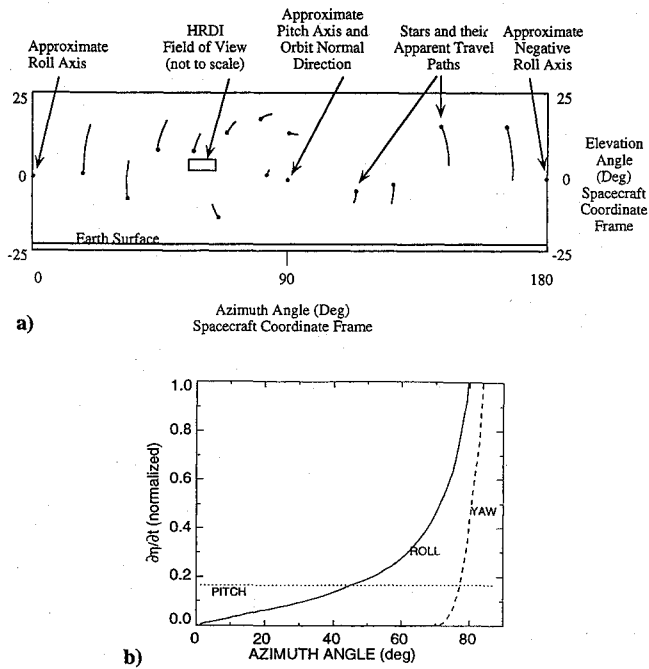 Approximate
Roll Axis
HRDI
Field of View
(not to scale)
Approximate
Pitch Axis and
Orbit Normal
Direction
Stars and their
Apparent Travel
Paths
Approximate
Negative
Roll Axis
25
25
0
0
Elevation
Angle
(Deg)
Spacecraft
Coordinate
Frame
Earth Surface
-25
-25
0
90
180
Azimuth Angle (Deg)
Spacecraft Coordinate Frame
a)
1.0
0.8
0.6
0.4
0.2
0.0
∂η/∂t (normalized)
YAW
ROLL
PITCH
0
20
40
60
80
AZIMUTH ANGLE (deg)
b)